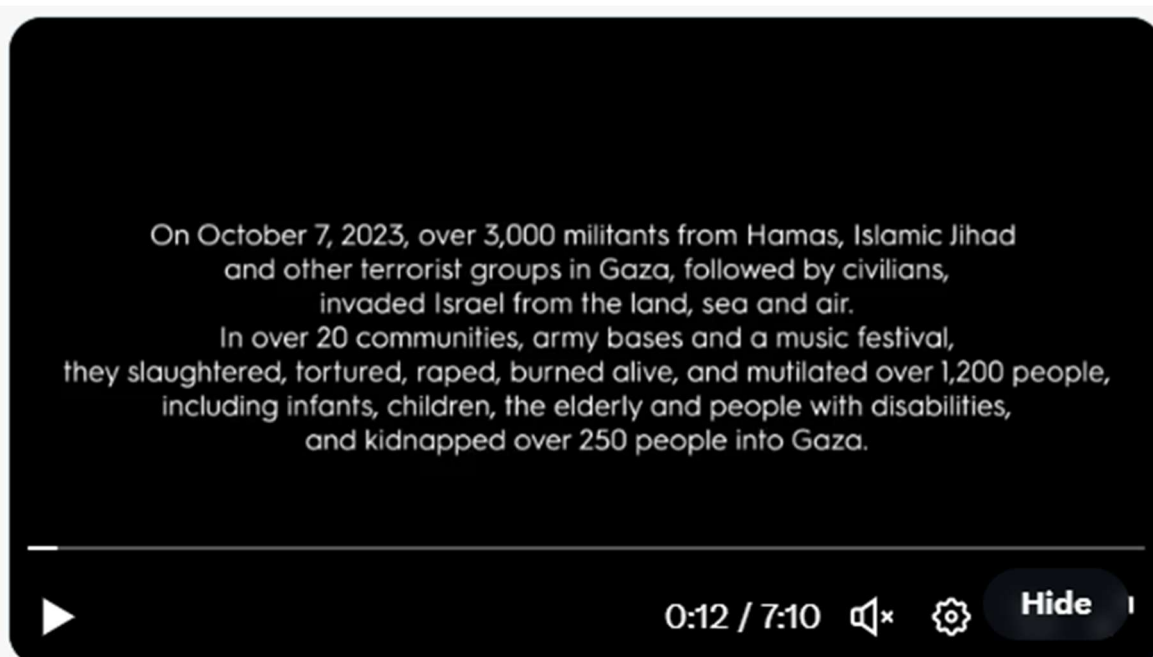 On October 7, 2023, over 3,000 militants from Hamas, Islamic Jihad
and other terrorist groups in Gaza, followed by civilians,
invaded Israel from the land, sea and air.
In over 20 communities, army bases and a music festival,
they slaughtered, tortured, raped, burned alive, and mutilated over 1,200 people,
including infants, children, the elderly and people with disabilities,
and kidnapped over 250 people into Gaza.
0:12 / 7:10
Hide